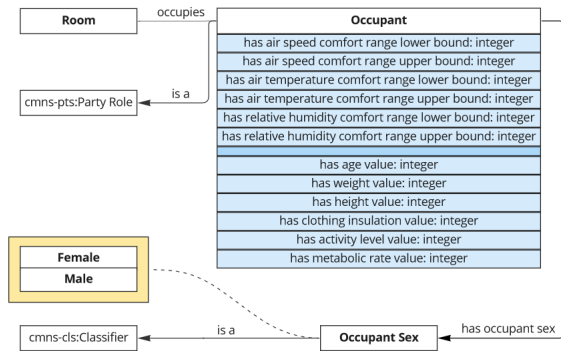 Room
occupies
Occupant
has air speed comfort range lower bound: integer
has air speed comfort range upper bound: integer
has air temperature comfort range lower bound: integer
has air temperature comfort range upper bound: integer
has relative humidity comfort range lower bound: integer
has relative humidity comfort range upper bound: integer
is a
cmns-pts:Party Role
has age value: integer
has weight value: integer
has height value: integer
has clothing insulation value: integer
has activity level value: integer
has metabolic rate value: integer
Female
Male
cmns-cls:Classifier
is a
Occupant Sex
has occupant sex